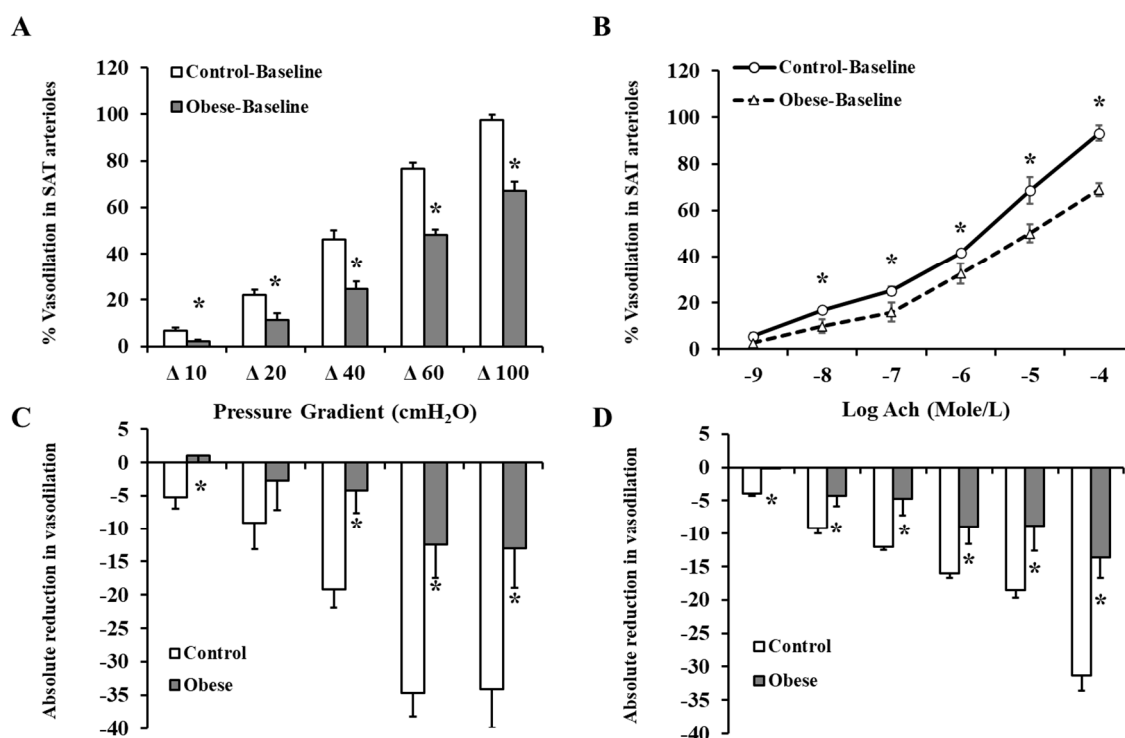 A
% Vasodilation in SAT arterioles
120
100
80
60
40
20
0
Control-Baseline
Obese-Baseline
*
*
*
*
*
Δ 10 Δ 20 Δ 40 Δ 60 Δ 100
Pressure Gradient (cmH₂O)
B
% Vasodilation in SAT arterioles
120
100
80
60
40
20
0
Control-Baseline
Obese-Baseline
*
*
*
*
*
-9 -8 -7 -6 -5 -4
Log Ach (Mole/L)
C
Absolute reduction in vasodilation
5
0
-5
-10
-15
-20
-25
-30
-35
-40
*
*
*
*
Control
Obese
D
Absolute reduction in vasodilation
5
0
-5
-10
-15
-20
-25
-30
-35
-40
*
*
*
*
*
*
Control
Obese